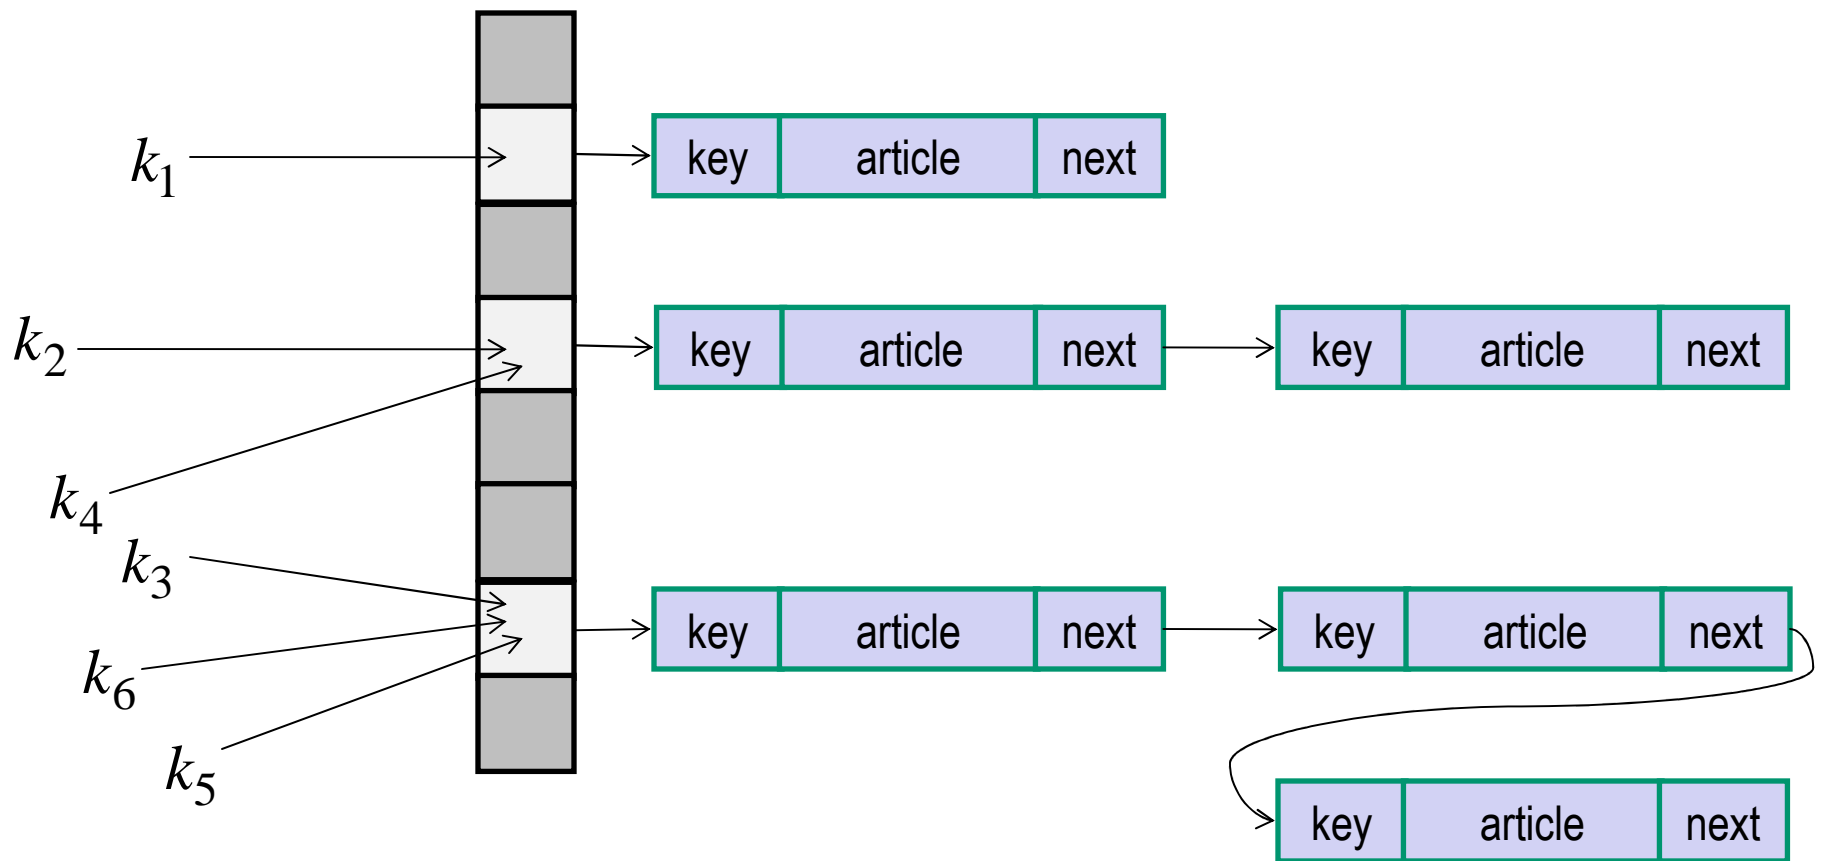 k1 key article next
k2 key article next key article next
k4
k3
key article next key article next
k6
k5
key article next